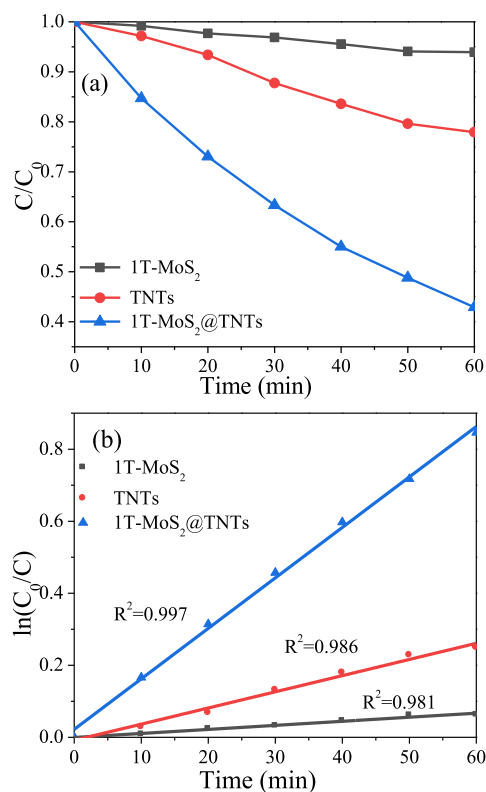 1.0
0.9
0.8
0.7
0.6
0.5
0.4
(a)
C/C₀
1T-MoS₂
TNTs
1T-MoS₂@TNTs
0 10 20 30 40 50 60
Time (min)
(b)
0.8
0.6
0.4
0.2
0.0
ln(C₀/C)
1T-MoS₂
TNTs
1T-MoS₂@TNTs
R²=0.997
R²=0.986
R²=0.981
0 10 20 30 40 50 60
Time (min)